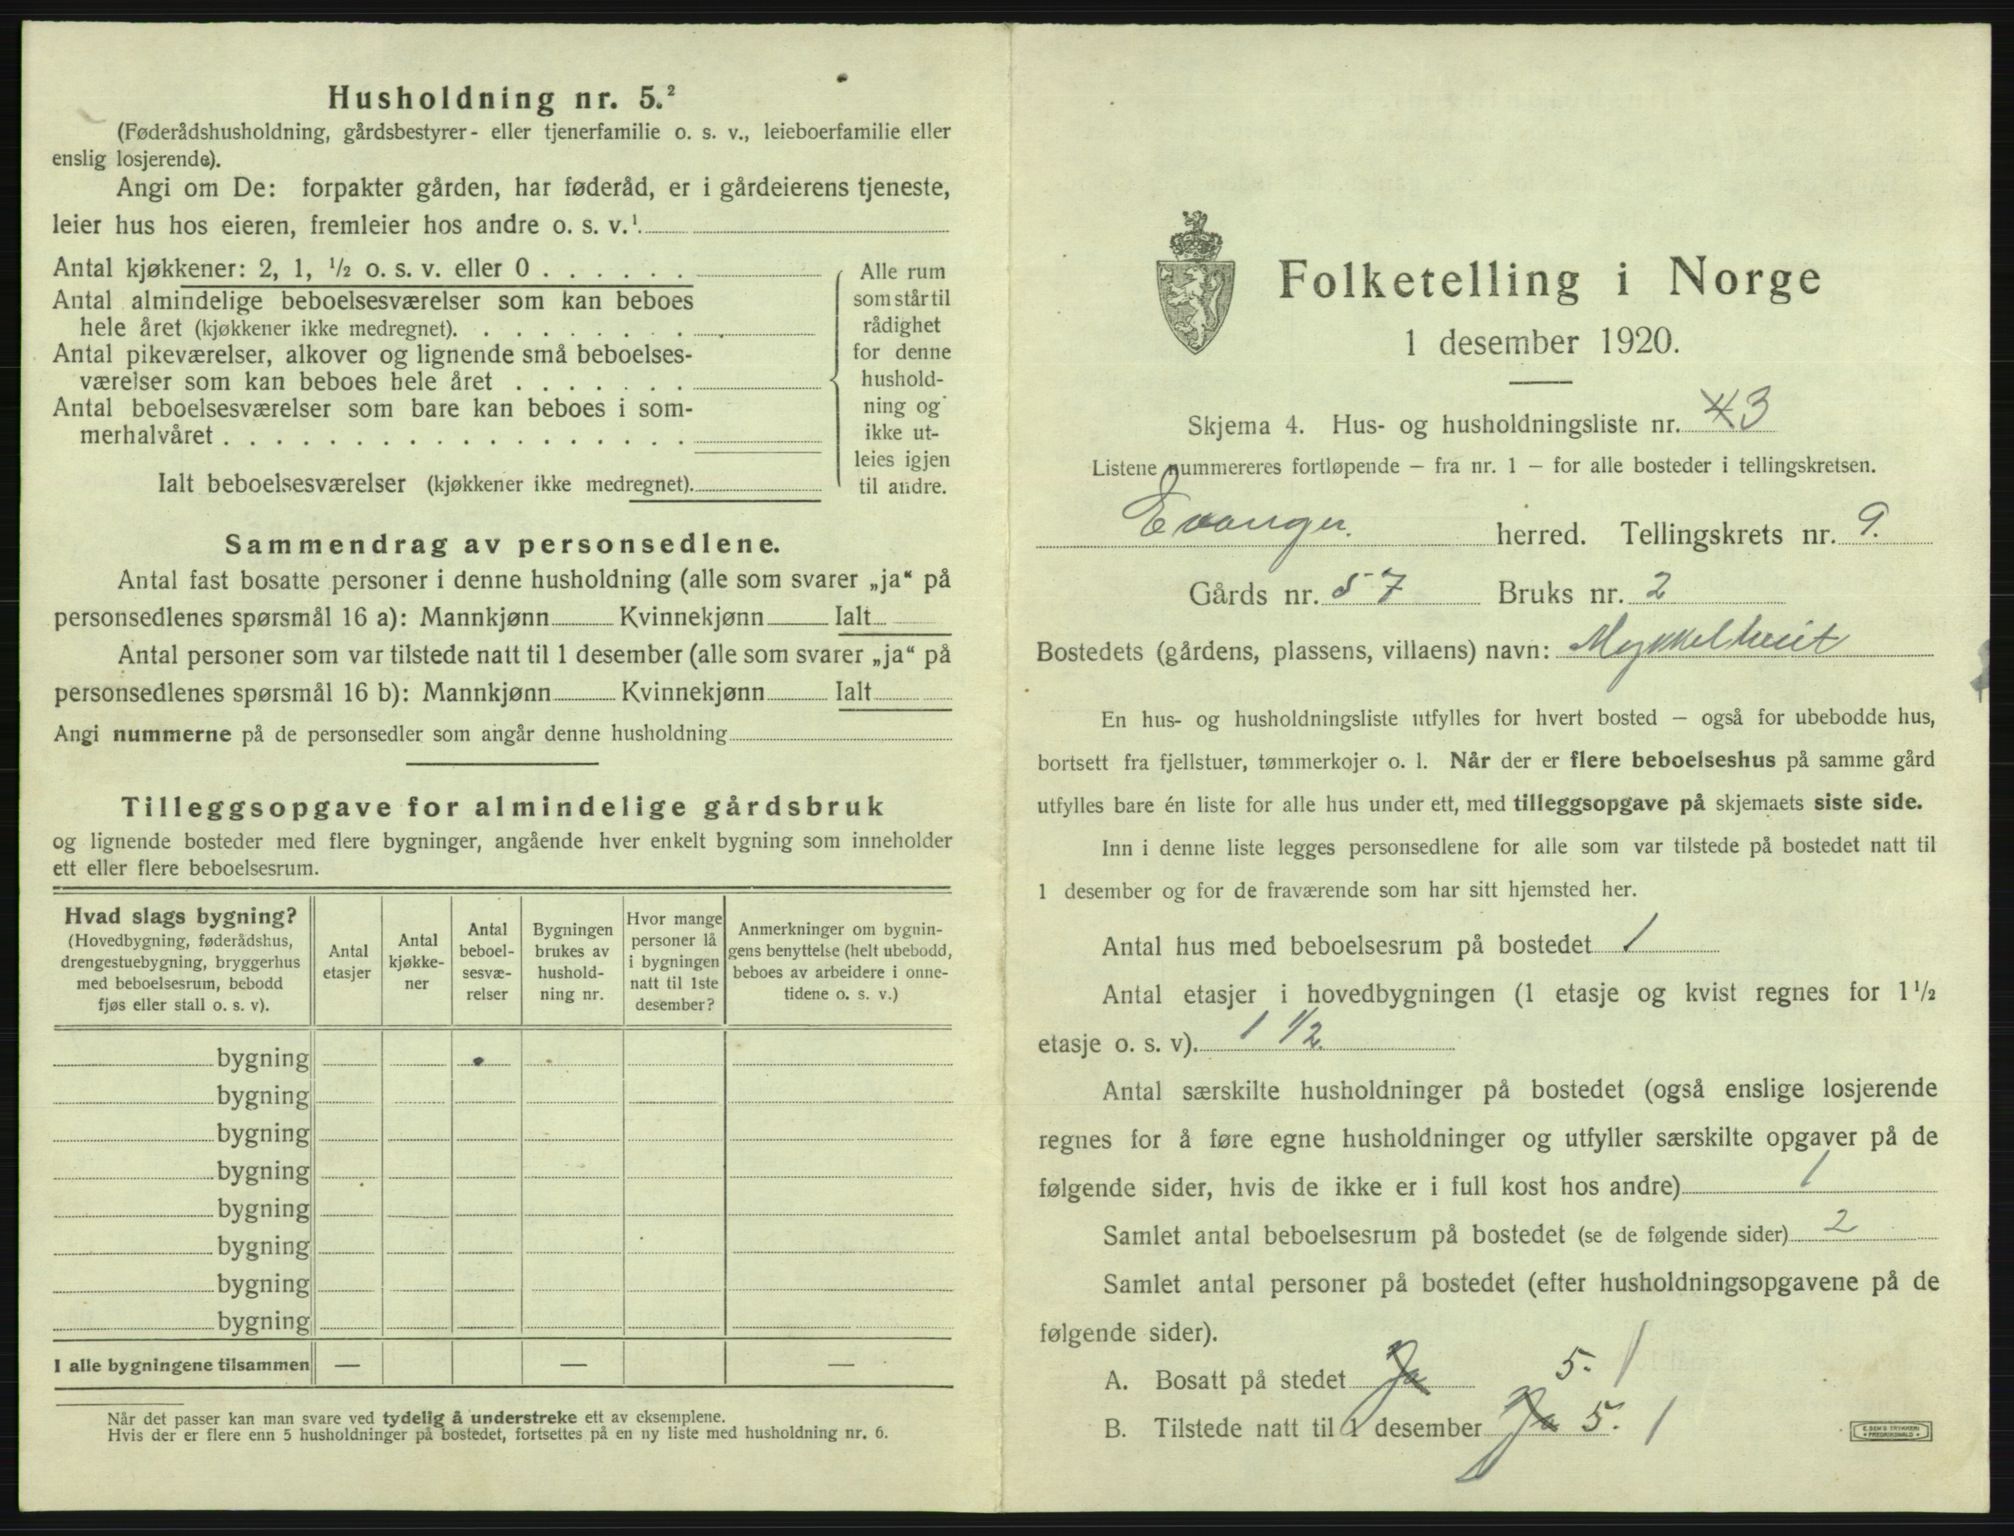 Husholdning nr. 5.²
(Føderådshusholdning, gårdsbestyrer- eller tjenerfamilie o. s. v., leieboerfamilie eller
enslig losjerende).
Angi om De: forpakter gården, har føderåd, er i gårdeierens tjeneste,
leier hus hos eieren, fremleier hos andre o. s. v.¹
Antal kjøkkener: 2, 1, ½ o. s. v. eller 0 . . . . . .
Antal almindelige beboelsesværelser som kan beboes
hele året (kjøkkener ikke medregnet). . . . . . . . .
Antal pikeværelser, alkover og lignende små beboelses-
værelser som kan beboes hele året . . . . . . .
Antal beboelsesværelser som bare kan beboes i som-
merhalvåret . . . . . . . . . . . . . . . . . .
Ialt beboelsesværelser (kjøkkener ikke medregnet).
Alle rum
som står til
rådighet
for denne
hushold-
ning og
ikke ut-
leies igjen
til andre.
Sammendrag av personsedlene.
Antal fast bosatte personer i denne husholdning (alle som svarer „ja“ på
personsedlenes spørsmål 16 a): Mannkjønn Kvinnekjønn Ialt
Antal personer som var tilstede natt til 1 desember (alle som svarer „ja“ på
personsedlenes spørsmål 16 b): Mannkjønn Kvinnekjønn Ialt
Angi nummerne på de personsedler som angår denne husholdning
Tilleggsopgave for almindelige gårdsbruk
og lignende bosteder med flere bygninger, angående hver enkelt bygning som inneholder
ett eller flere beboelsesrum.
Hvad slags bygning?
(Hovedbygning, føderådshus,
drengestuebygning, bryggerhus
med beboelsesrum, bebodd
fjøs eller stall o. s. v).
Antal
etasjer
Antal
kjøkke-
ner
Antal
beboel-
sesvæ-
relser
Bygningen
brukes av
hushold-
ning nr.
Hvor mange
personer lå
i bygningen
natt til 1ste
desember?
Anmerkninger om bygnin-
gens benyttelse (helt ubebodd,
beboes av arbeidere i onne-
tidene o. s. v.)
bygning
bygning
bygning
bygning
bygning
bygning
bygning
bygning
I alle bygningene tilsammen — — —
Når det passer kan man svare ved tydelig å understreke ett av eksemplene.
Hvis der er flere enn 5 husholdninger på bostedet, fortsettes på en ny liste med husholdning nr. 6.
Folketelling i Norge
1 desember 1920.
Skjema 4. Hus- og husholdningsliste nr. 43
Listene nummereres fortløpende – fra nr. 1 – for alle bosteder i tellingskretsen.
Evanger. herred. Tellingskrets nr. 9.
Gårds nr. 57 Bruks nr. 2
Bostedets (gårdens, plassens, villaens) navn: Mykkeltveit
En hus- og husholdningsliste utfylles for hvert bosted – også for ubebodde hus,
bortsett fra fjellstuer, tømmerkojer o. l. Når der er flere beboelseshus på samme gård
utfylles bare én liste for alle hus under ett, med tilleggsopgave på skjemaets siste side.
Inn i denne liste legges personsedlene for alle som var tilstede på bostedet natt til
1 desember og for de fraværende som har sitt hjemsted her.
Antal hus med beboelsesrum på bostedet 1
Antal etasjer i hovedbygningen (1 etasje og kvist regnes for 1½
etasje o. s. v). 1 1/2.
Antal særskilte husholdninger på bostedet (også enslige losjerende
regnes for å føre egne husholdninger og utfyller særskilte opgaver på de
følgende sider, hvis de ikke er i full kost hos andre) 1
Samlet antal beboelsesrum på bostedet (se de følgende sider) 2
Samlet antal personer på bostedet (efter husholdningsopgavene på de
følgende sider).
A. Bosatt på stedet Ja 5. /
B. Tilstede natt til 1 desember Ja 5. /